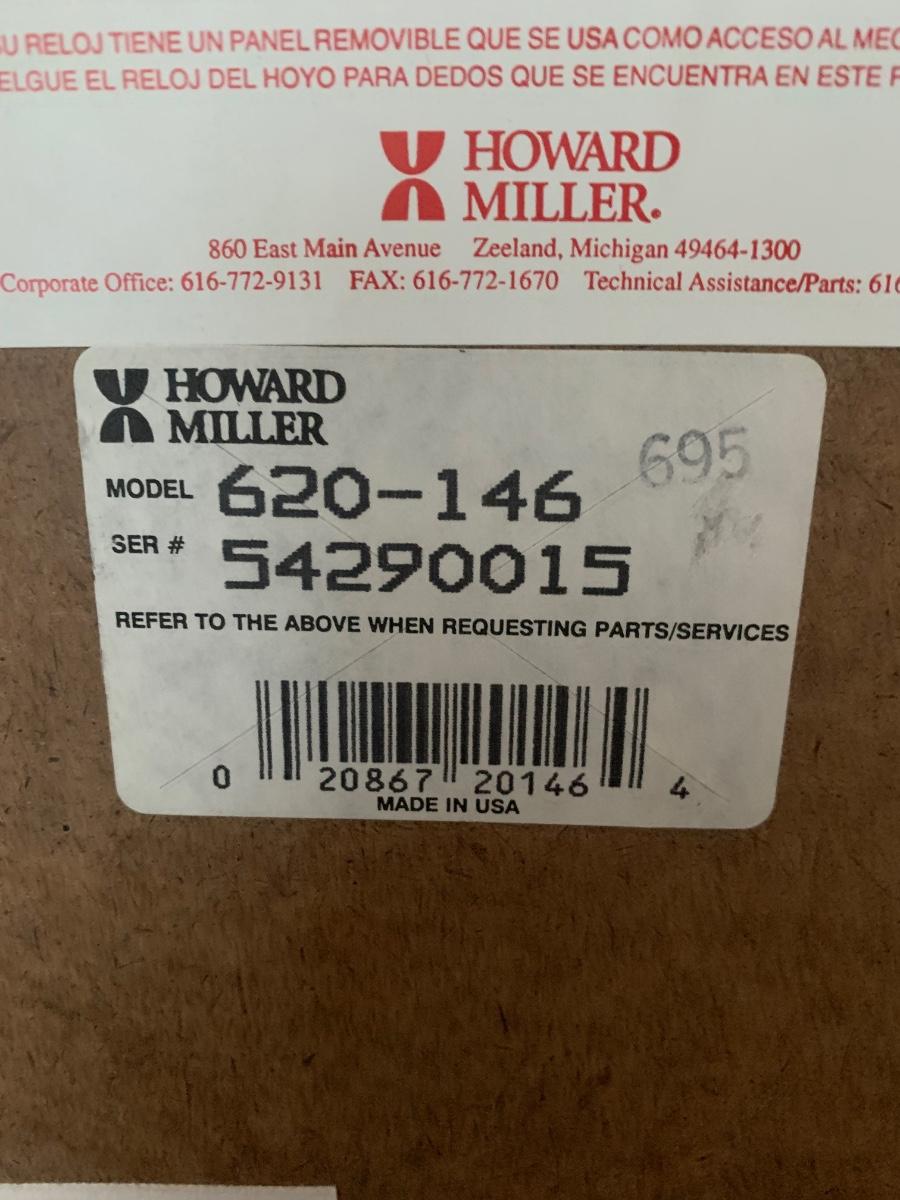 SU RELOJ TIENE UN PANEL REMOVIBLE QUE SE USA COMO ACCESO AL
ELGUE EL RELOJ DEL HOYO PARA DEDOS QUE SE ENCUENTRA EN ESTE
HOWARD
MILLER.
860 East Main Avenue Zeeland, Michigan 49464-1300
Corporate Office: 616-772-9131 FAX: 616-772-1670 Technical Assistance/Parts: 616
HOWARD
MILLER
695
MODEL 620-146
SER # 54290015
REFER TO THE ABOVE WHEN REQUESTING PARTS/SERVICES
0 20867 20146 4
MADE IN USA